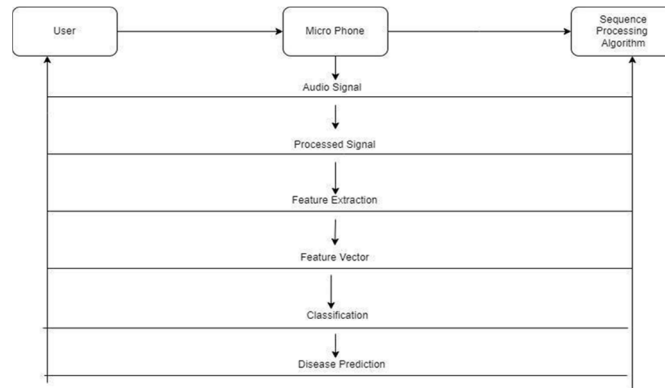 User
Micro Phone
Sequence
Processing
Algorithm
Audio Signal
Processed Signal
Feature Extraction
Feature Vector
Classification
Disease Prediction